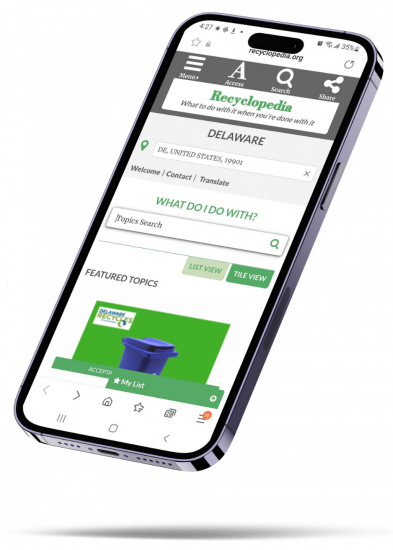 4:27 35%
recyclopedia.org
Menu Access Search Share
Recyclopedia
What to do with it when you're done with it
DELAWARE
DE, UNITED STATES, 19901
Welcome / Contact / Translate
WHAT DO I DO WITH?
Topics Search
LIST VIEW TILE VIEW
FEATURED TOPICS
DELAWARE
RECYCLES
ACCEPTA
My List